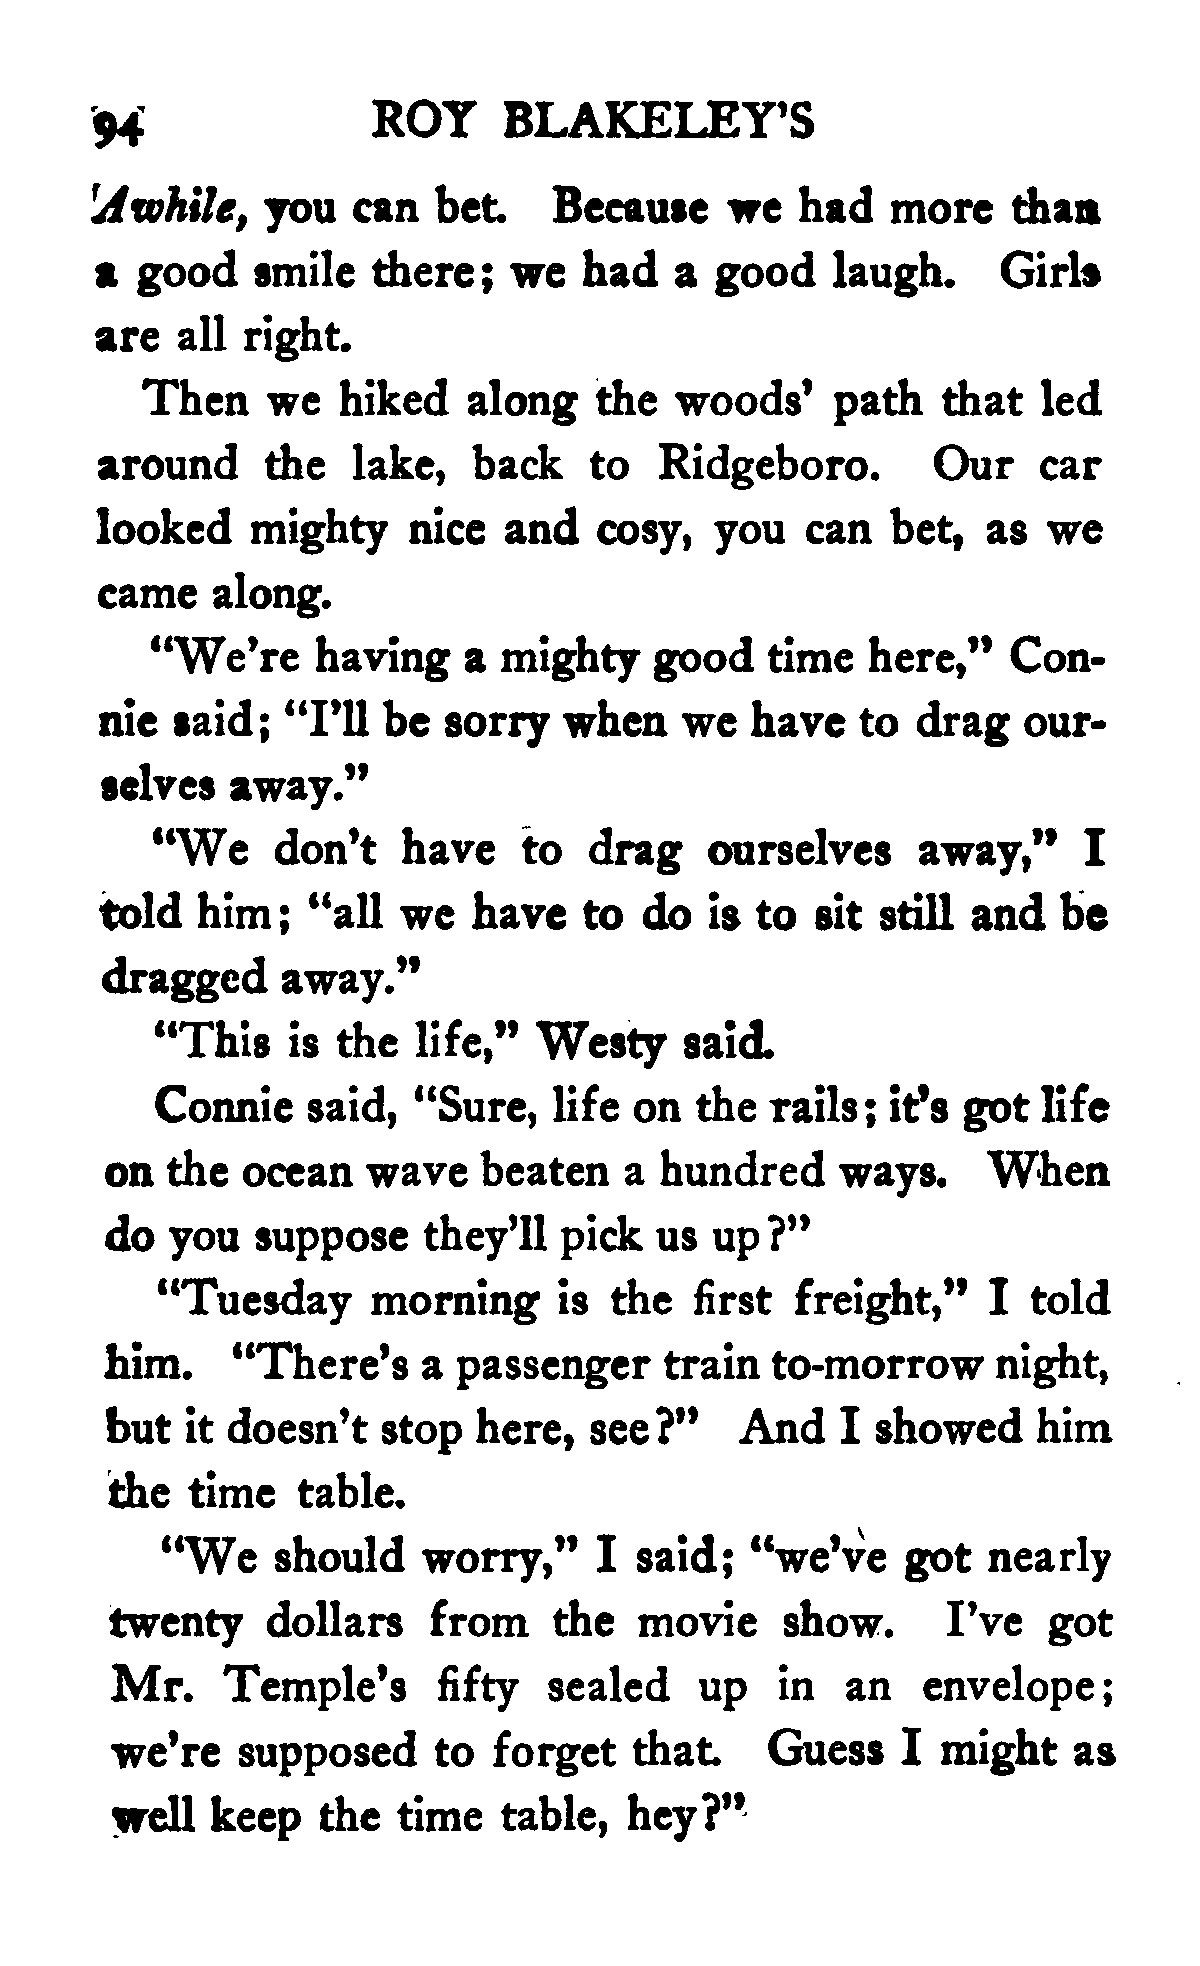 94 ROY BLAKELEY'S
Awhile, you can bet. Because we had more than
a good smile there; we had a good laugh. Girls
are all right.
Then we hiked along the woods' path that led
around the lake, back to Ridgeboro. Our car
looked mighty nice and cosy, you can bet, as we
came along.
"We're having a mighty good time here," Con-
nie said; "I'll be sorry when we have to drag our-
selves away."
"We don't have to drag ourselves away," I
told him; "all we have to do is to sit still and be
dragged away."
"This is the life," Westy said.
Connie said, "Sure, life on the rails; it's got life
on the ocean wave beaten a hundred ways. When
do you suppose they'll pick us up?"
"Tuesday morning is the first freight," I told
him. "There's a passenger train to-morrow night,
but it doesn't stop here, see?" And I showed him
the time table.
"We should worry," I said; "we've got nearly
twenty dollars from the movie show. I've got
Mr. Temple's fifty sealed up in an envelope;
we're supposed to forget that. Guess I might as
well keep the time table, hey?"